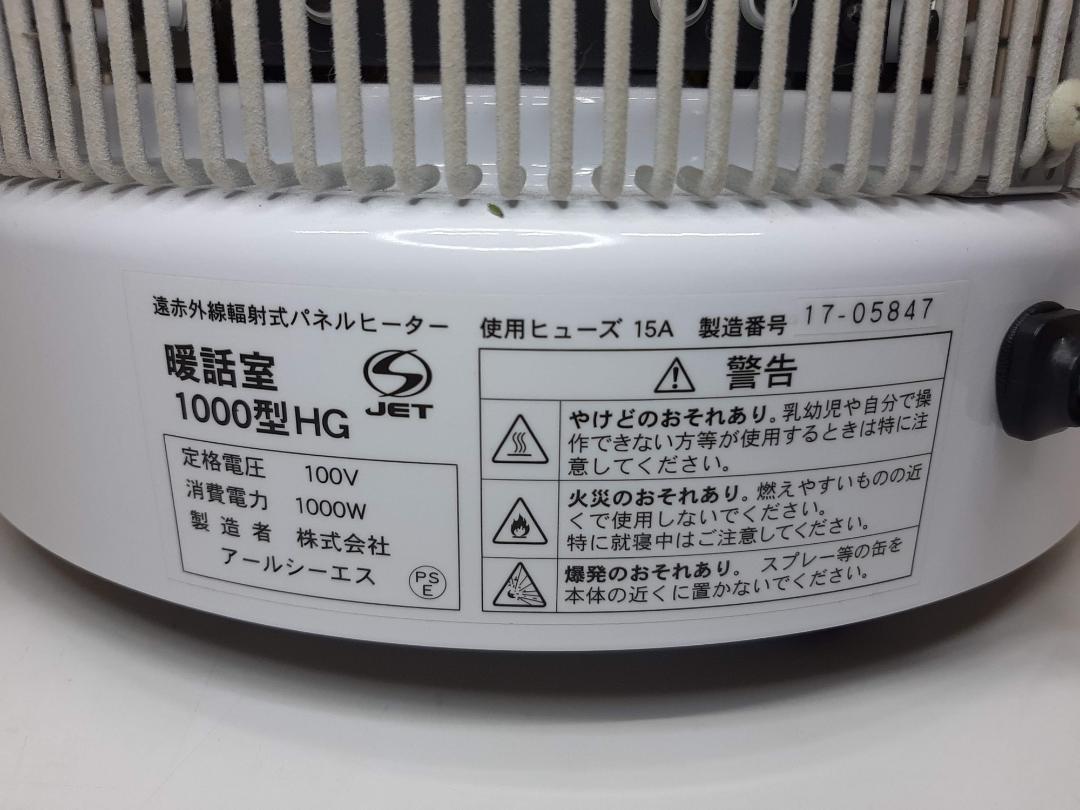 遠赤外線輻射式パネルヒーター
使用ヒューズ 15A 製造番号 17-05847
暖話室
1000型HG
JET
定格電圧 100V
消費電力 1000W
製造者 株式会社
アールシーエス
PS
E
警告
やけどのおそれあり。乳幼児や自分で操
作できない方等が使用するときは特に注
意してください。
火災のおそれあり。燃えやすいものの近
くで使用しないでください。
特に就寝中はご注意してください。
爆発のおそれあり。 スプレー等の缶を
本体の近くに置かないでください。